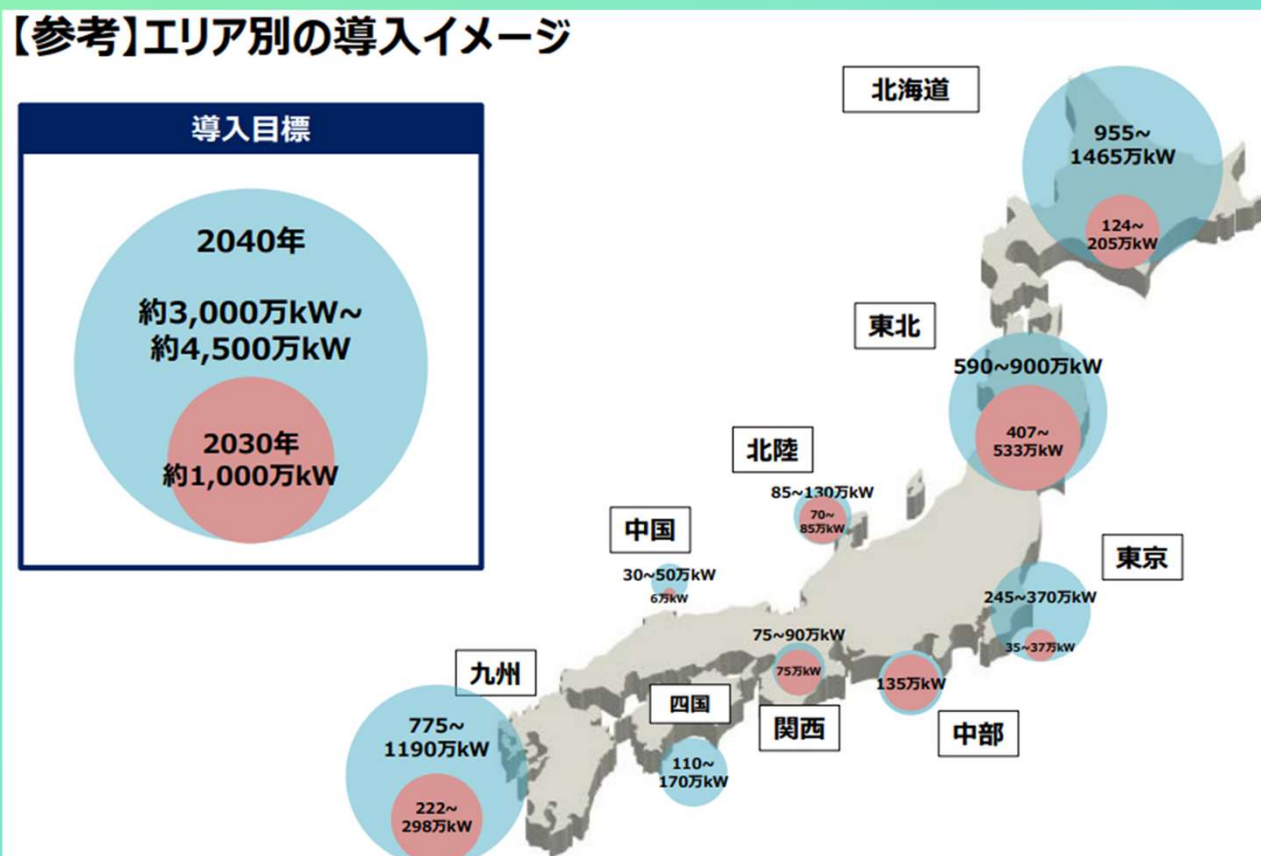 【参考】エリア別の導入イメージ
導入目標
2040年
約3,000万kW~
約4,500万kW
2030年
約1,000万kW
北海道
955~
1465万kW
124~
205万kW
東北
590~900万kW
407~
533万kW
北陸
85~130万kW
70~
85万kW
中国
30~50万kW
6万kW
東京
245~370万kW
35~37万kW
75~90万kW
75万kW
関西
135万kW
中部
九州
775~
1190万kW
222~
298万kW
四国
110~
170万kW